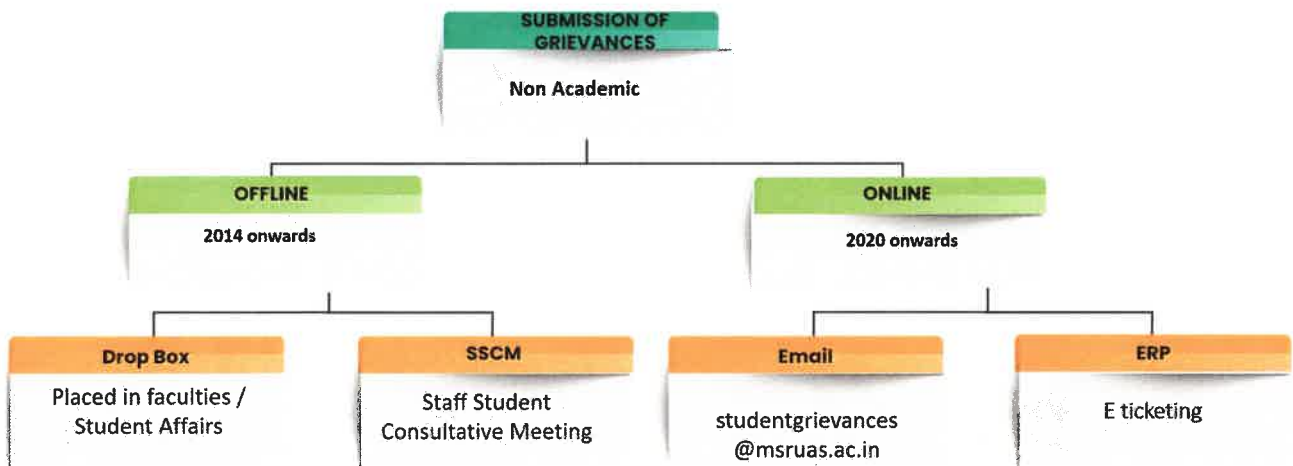 SUBMISSION OF
GRIEVANCES
Non Academic
OFFLINE
2014 onwards
ONLINE
2020 onwards
Drop Box
Placed in faculties /
Student Affairs
SSCM
Staff Student
Consultative Meeting
Email
studentgrievances
@msruas.ac.in
ERP
E ticketing